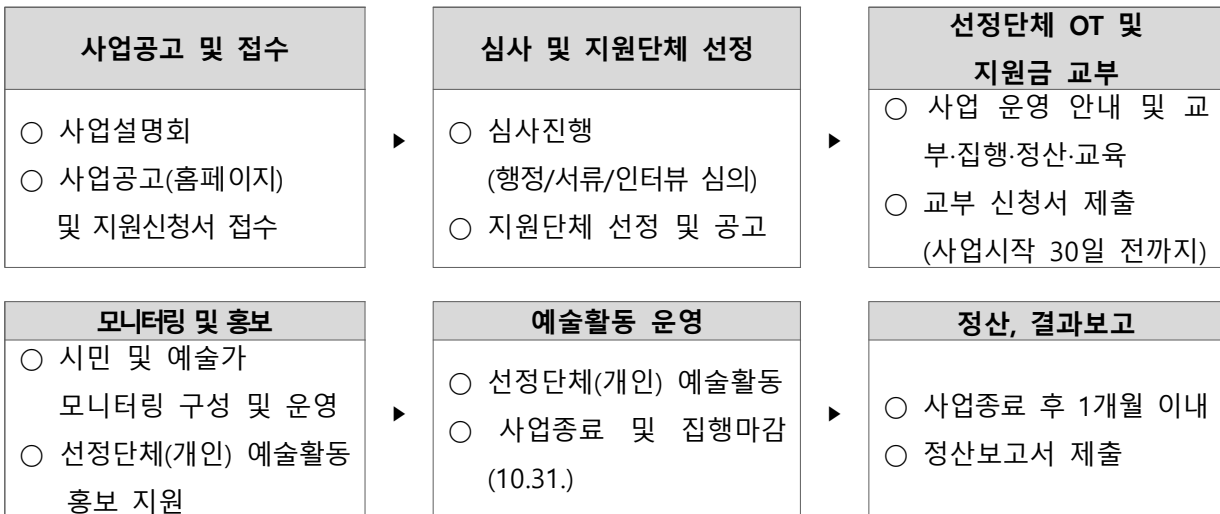 사업공고 및 접수
○ 사업설명회
○ 사업공고(홈페이지)
및 지원신청서 접수
▶
심사 및 지원단체 선정
○ 심사진행
(행정/서류/인터뷰 심의)
○ 지원단체 선정 및 공고
▶
선정단체 OT 및
지원금 교부
○ 사업 운영 안내 및 교
부·집행·정산·교육
○ 교부 신청서 제출
(사업시작 30일 전까지)
모니터링 및 홍보
○ 시민 및 예술가
모니터링 구성 및 운영
○ 선정단체(개인) 예술활동
홍보 지원
▶
예술활동 운영
○ 선정단체(개인) 예술활동
○ 사업종료 및 집행마감
(10.31.)
▶
정산, 결과보고
○ 사업종료 후 1개월 이내
○ 정산보고서 제출